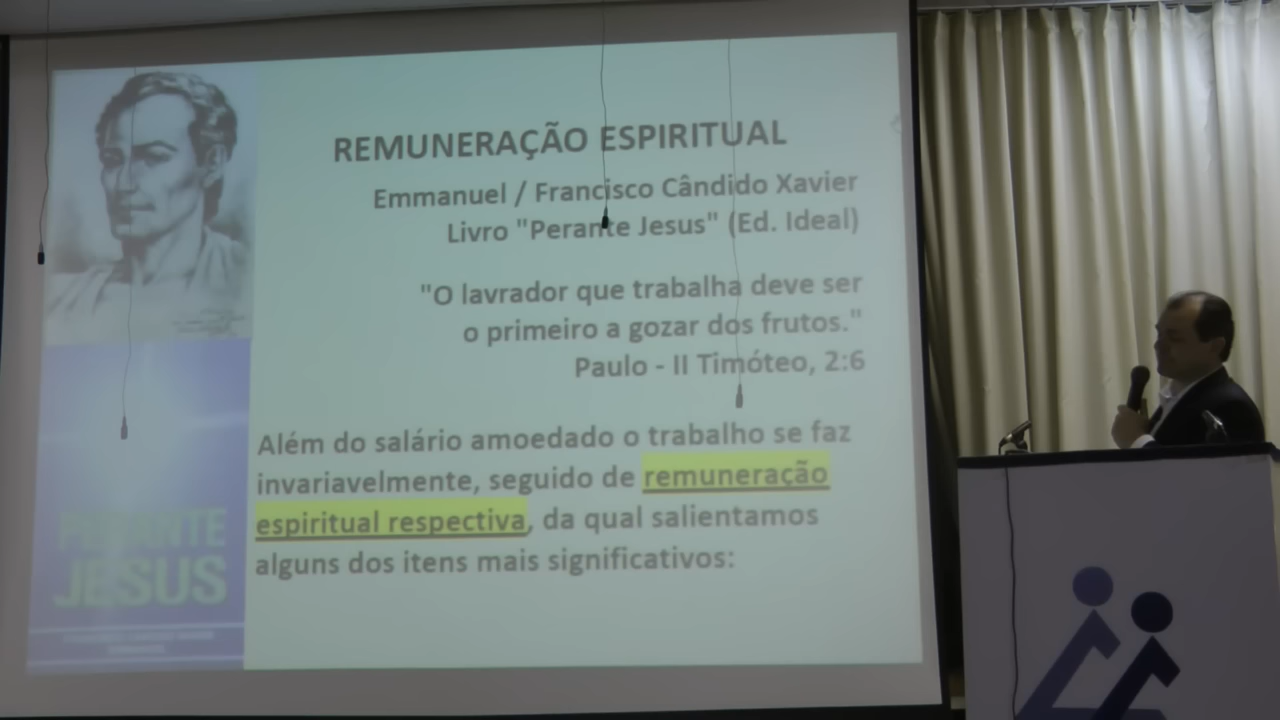 REMUNERAÇÃO ESPIRITUAL
Emmanuel / Francisco Cândido Xavier
Livro "Perante Jesus" (Ed. Ideal)
"O lavrador que trabalha deve ser
o primeiro a gozar dos frutos."
Paulo - II Timóteo, 2:6
Além do salário amoedado o trabalho se faz
invariavelmente, seguido de remuneração
espiritual respectiva, da qual salientamos
alguns dos itens mais significativos:
PERANTE
JESUS